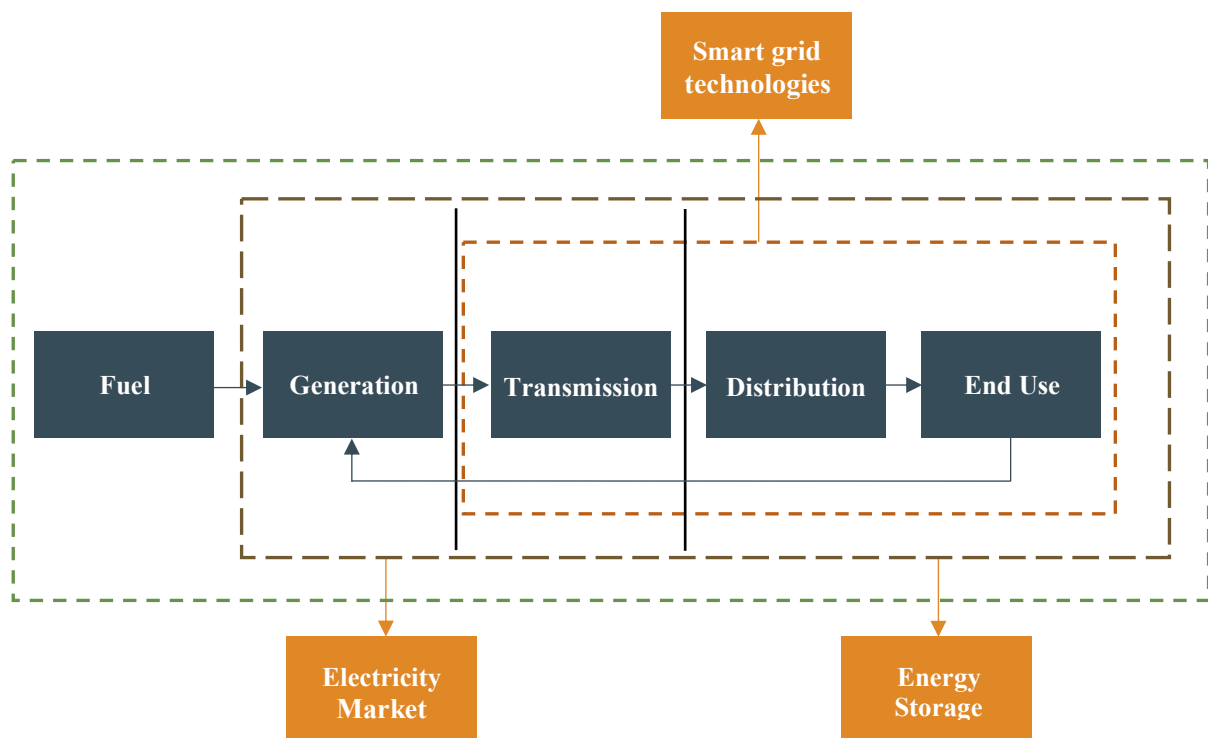 Smart grid
technologies
Fuel
Generation
Transmission
Distribution
End Use
Electricity
Market
Energy
Storage